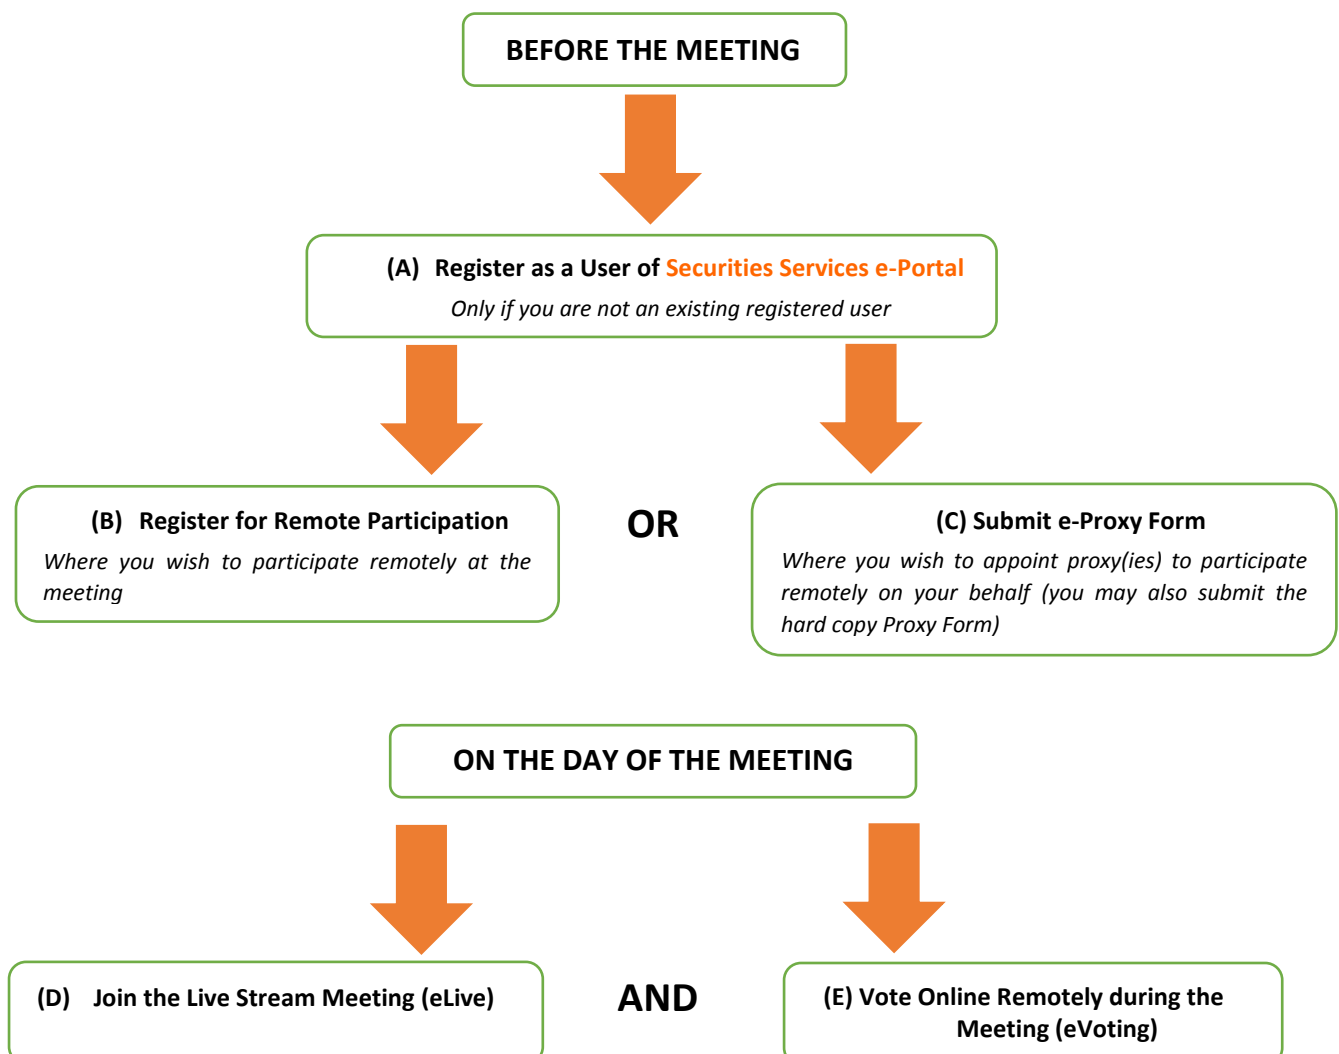 BEFORE THE MEETING
(A) Register as a User of Securities Services e-Portal
Only if you are not an existing registered user
(B) Register for Remote Participation
Where you wish to participate remotely at the
meeting
OR
(C) Submit e-Proxy Form
Where you wish to appoint proxy(ies) to participate
remotely on your behalf (you may also submit the
hard copy Proxy Form)
ON THE DAY OF THE MEETING
(D) Join the Live Stream Meeting (eLive)
AND
(E) Vote Online Remotely during the
Meeting (eVoting)